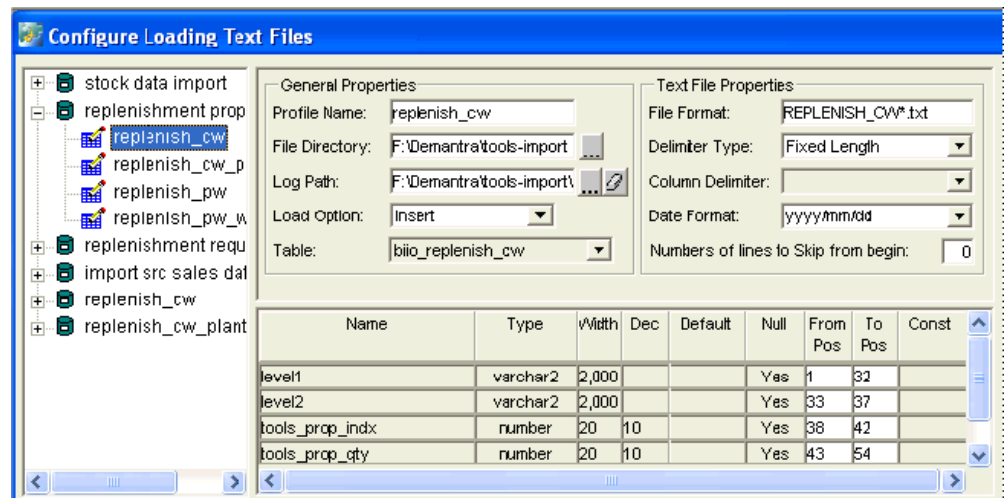 Configure Loading Text Files
stock data import
replenishment prop
replenish_cw
replenish_cw_p
replenish_pw
replenish_pw_w
replenishment requ
import src sales dat
replenish_cw
replenish_cw_plant
General Properties
Profile Name: replenish_cw
File Directory: F:\Demantra\tools-import ...
Log Path: F:\Demantra\tools-import\ ...
Load Option: Insert
Table: biio_replenish_cw
Text File Properties
File Format: REPLENISH_CW*.txt
Delimiter Type: Fixed Length
Column Delimiter:
Date Format: yyyy/mm/dd
Numbers of lines to Skip from begin: 0
Name Type Width Dec Default Null From Pos To Pos Const
level1 varchar2 2,000 Yes 1 32
level2 varchar2 2,000 Yes 33 37
tools_prop_indx number 20 10 Yes 38 42
tools_prop_qty number 20 10 Yes 43 54